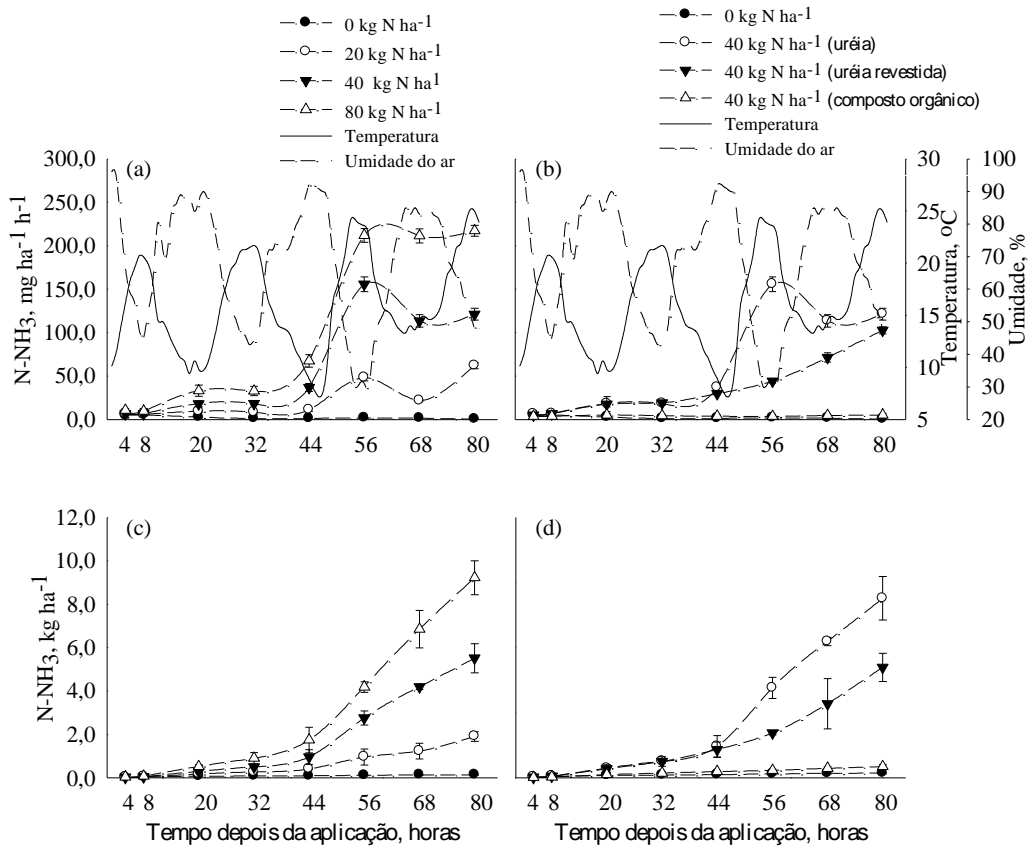 0 kg N ha-1
20 kg N ha-1
40 kg N ha1
80 kg N ha-1
Temperatura
Umidade do ar
0 kg N ha-1
40 kg N ha-1 (uréia)
40 kg N ha-1 (uréia revestida)
40 kg N ha-1 (composto orgânico)
Temperatura
Umidade do ar
(a)
300,0
250,0
200,0
150,0
100,0
50,0
0,0
N-NH3, mg ha-1 h-1
4 8 20 32 44 56 68 80
(b)
4 8 20 32 44 56 68 80
30
25
20
15
10
5
Temperatura, ºC
100
90
80
70
60
50
40
30
20
Umidade, %
(c)
12,0
10,0
8,0
6,0
4,0
2,0
0,0
N-NH3, kg ha-1
4 8 20 32 44 56 68 80
Tempo depois da aplicação, horas
(d)
4 8 20 32 44 56 68 80
Tempo depois da aplicação, horas